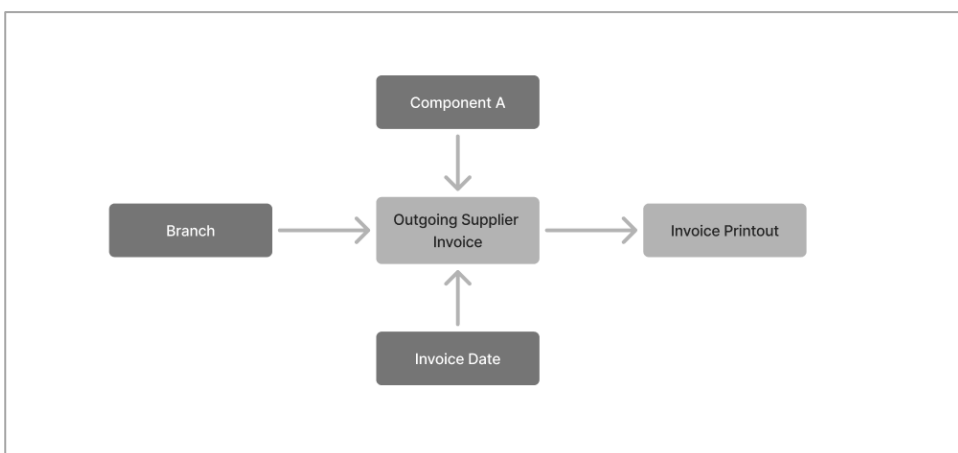 Component A
Branch
Outgoing Supplier
Invoice
Invoice Printout
Invoice Date